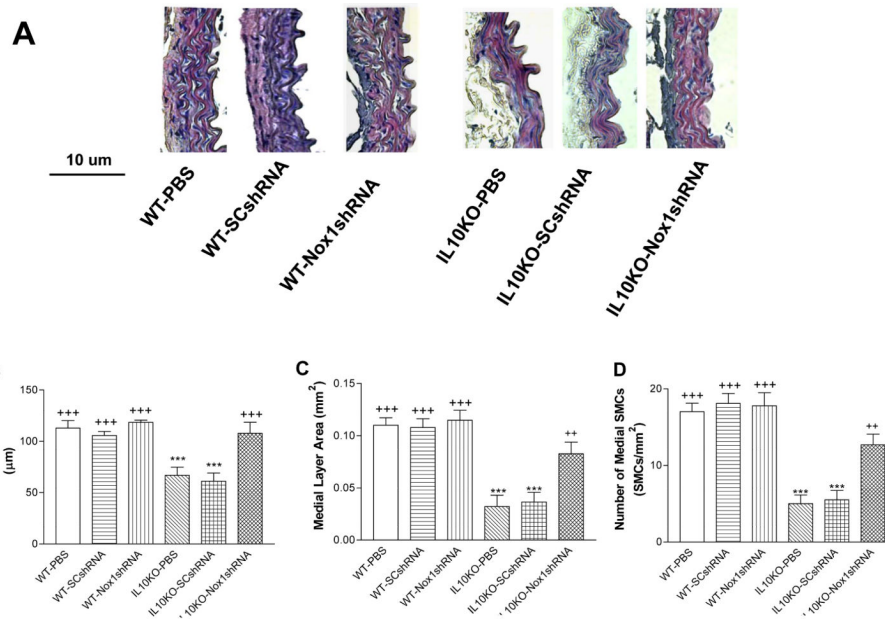 A
10 um
WT-PBS
WT-SCshRNA
WT-Nox1shRNA
IL10KO-PBS
IL10KO-SCshRNA
IL10KO-Nox1shRNA
(μm)
150
100
50
0
+++
+++
+++
***
***
+++
WT-PBS
WT-SCshRNA
WT-Nox1shRNA
IL10KO-PBS
IL10KO-SCshRNA
10KO-Nox1shRNA
C
Medial Layer Area (mm²)
0.15
0.10
0.05
0.00
+++
+++
+++
***
***
++
WT-PBS
WT-SCshRNA
WT-Nox1shRNA
IL10KO-PBS
IL10KO-SCshRNA
10KO-Nox1shRNA
D
Number of Medial SMCs
(SMCs/mm²)
20
10
0
+++
+++
+++
***
***
++
WT-PBS
WT-SCshRNA
WT-Nox1shRNA
IL10KO-PBS
IL10KO-SCshRNA
10KO-Nox1shRNA